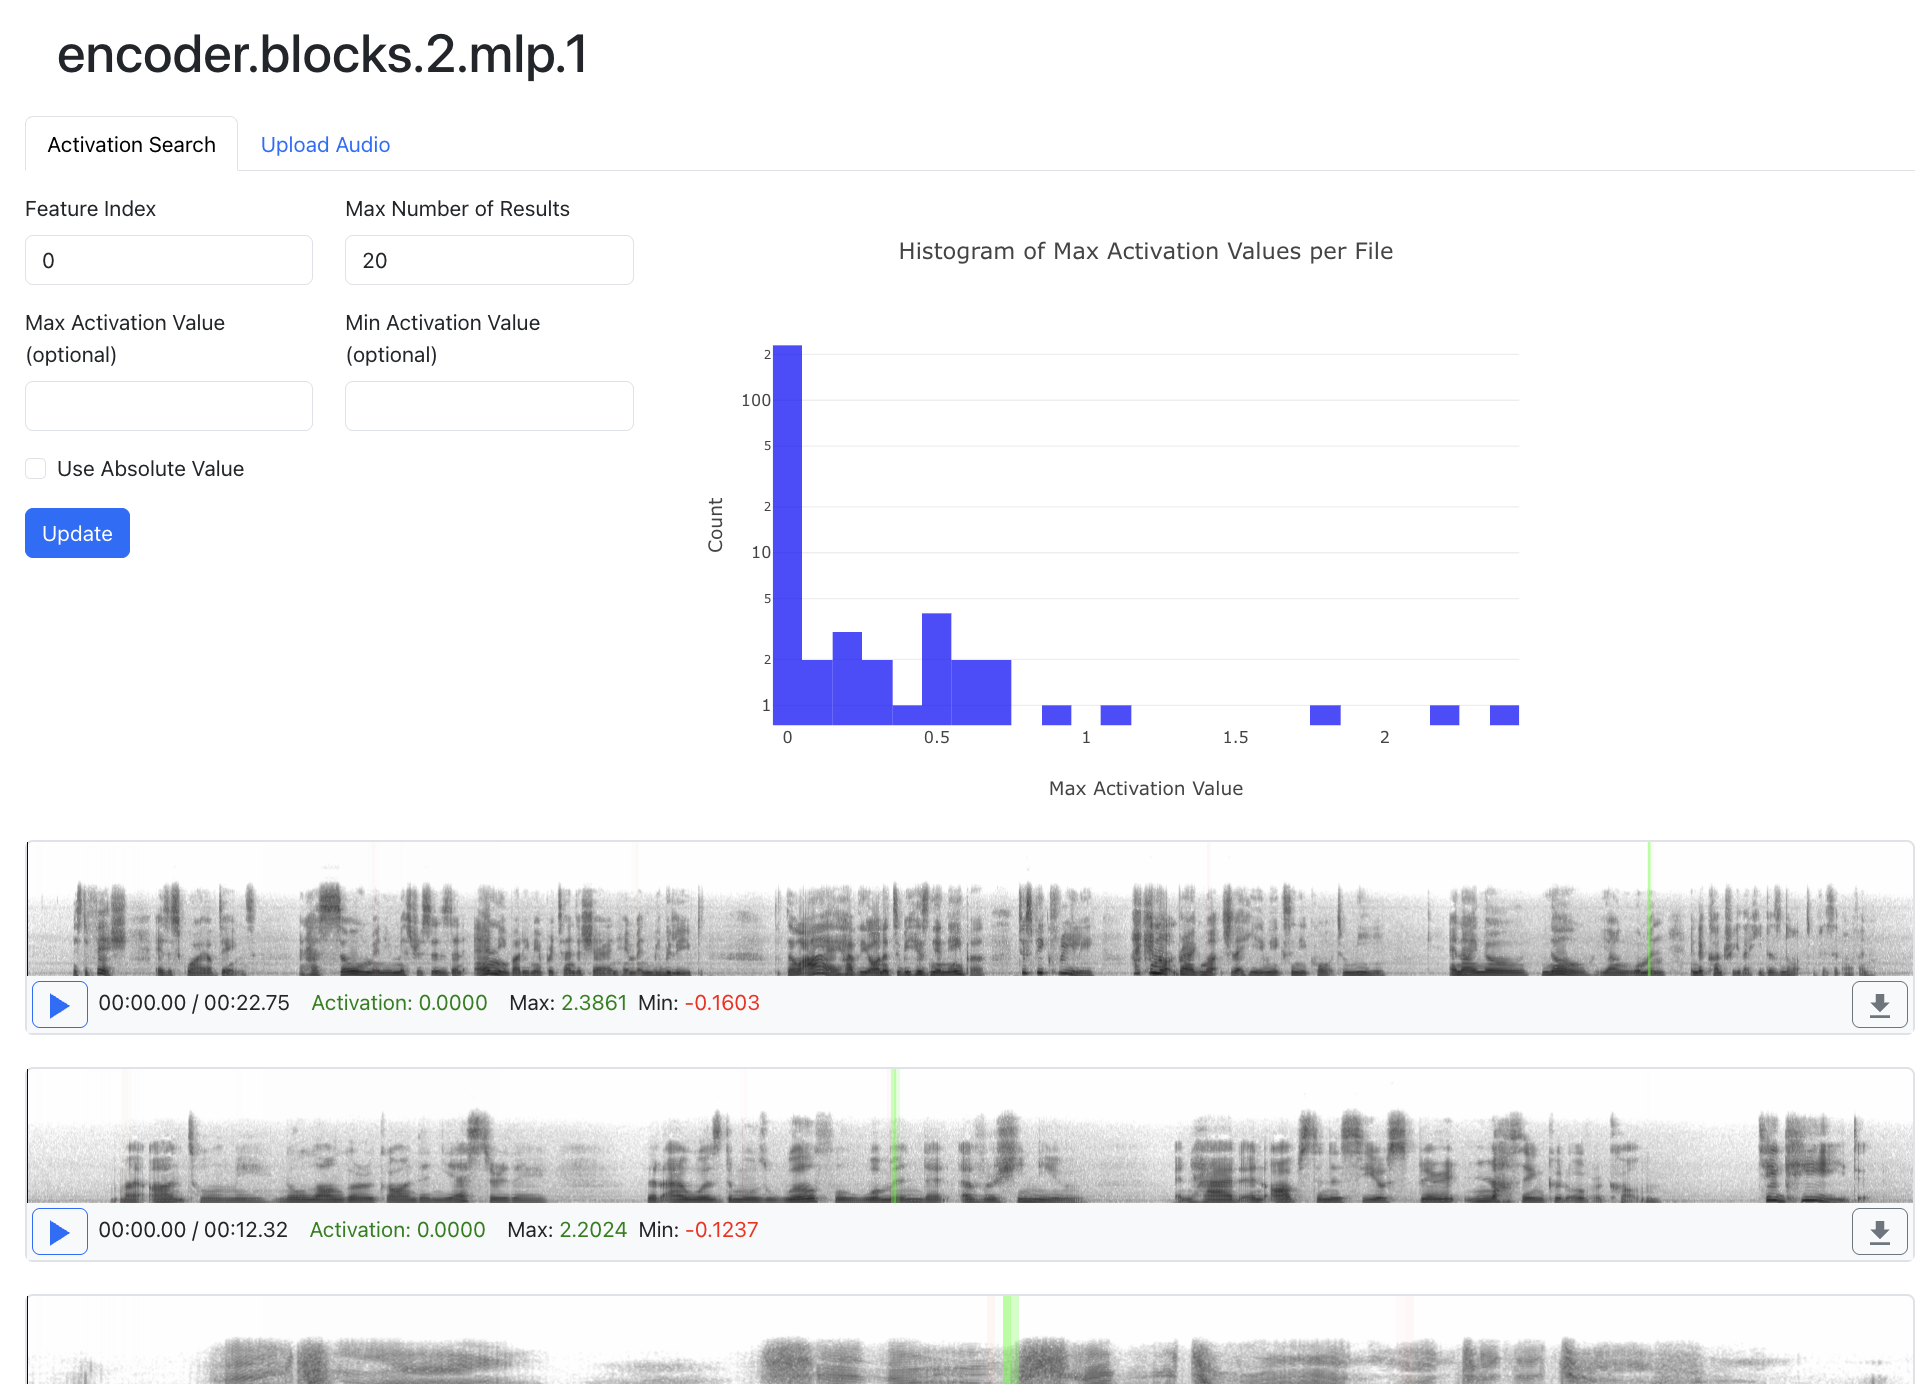 encoder.blocks.2.mlp.1
Activation Search
Upload Audio
Feature Index
Max Number of Results
0
20
Max Activation Value
(optional)
Min Activation Value
(optional)
Use Absolute Value
Update
Histogram of Max Activation Values per File
2
100
5
2
10
5
2
1
Count
0
0.5
1
1.5
2
Max Activation Value
00:00.00 / 00:22.75 Activation: 0.0000 Max: 2.3861 Min: -0.1603
00:00.00 / 00:12.32 Activation: 0.0000 Max: 2.2024 Min: -0.1237